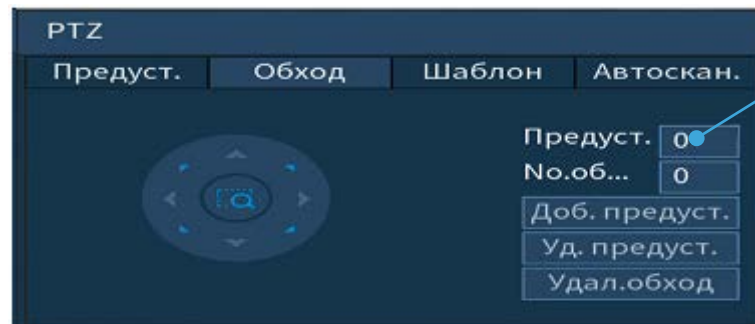 PTZ
Предуст. Обход Шаблон Автоскан.
Предуст. 0
No.об... 0
Доб. предуст.
Уд. предуст.
Удал.обход